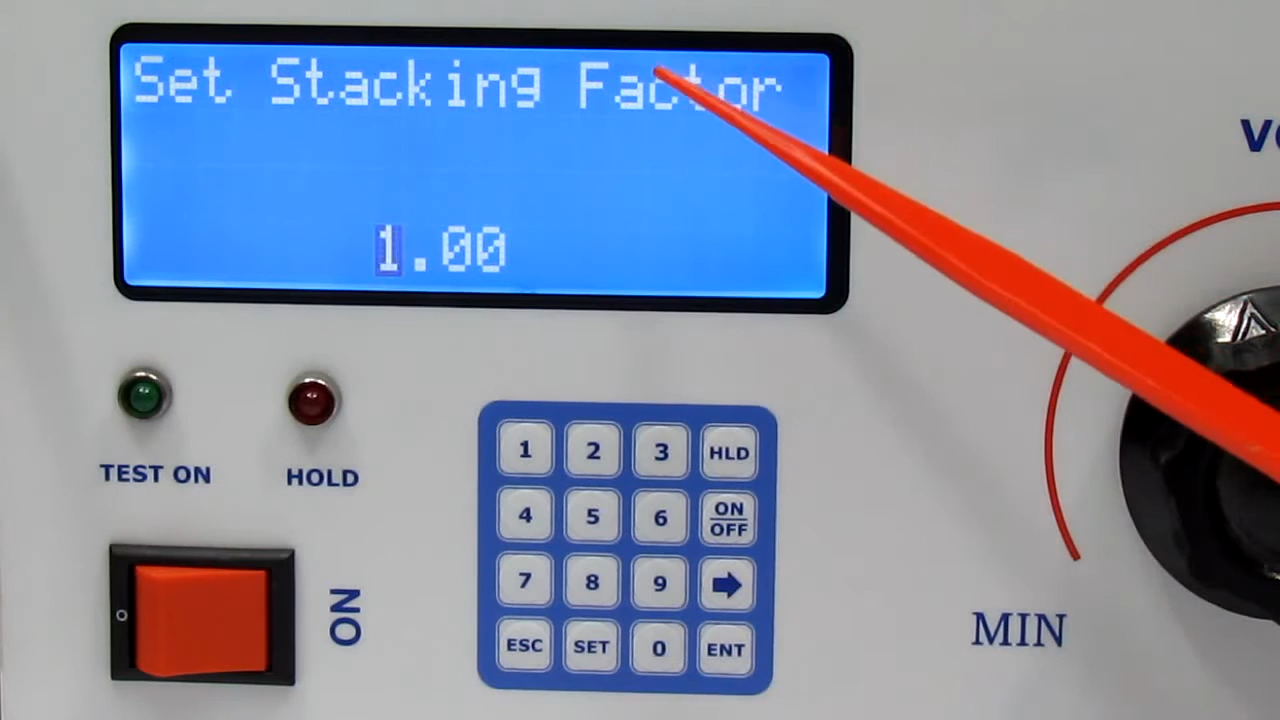 Set Stacking Factor
1.00
TEST ON
HOLD
1 2 3 HLD
4 5 6 ON OFF
7 8 9
ESC SET 0 ENT
O
ON
MIN